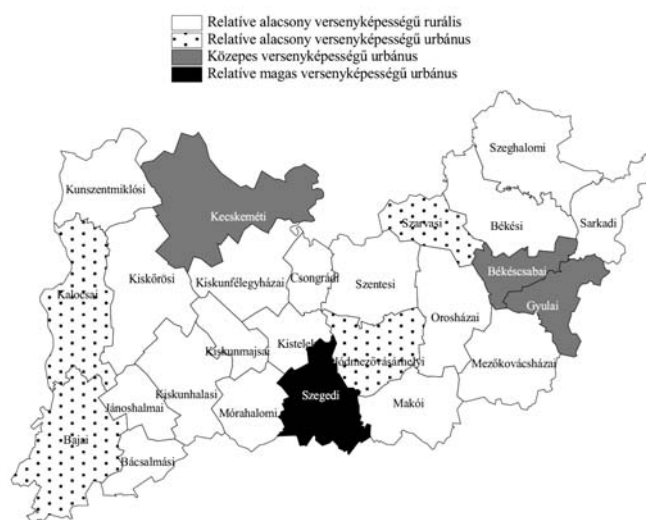 Relatíve alacsony versenyképességű rurális
Relatíve alacsony versenyképességű urbánus
Közepes versenyképességű urbánus
Relatíve magas versenyképességű urbánus
Szeghalomi
Kunszentmiklósi
Kecskeméti
Szarvasi
Békési
Sarkadi
Kalocsai
Kiskőrösi
Kiskunfélegyházai
Csongrádi
Szentesi
Békéscsabai
Gyulai
Orosházai
Kiskunmajsai
Kistelek
Hódmezővásárhelyi
Mezőkovácsházai
Jánoshalmai
Kiskunhalasi
Mórahalomi
Szegedi
Makói
Bajai
Bácsalmási